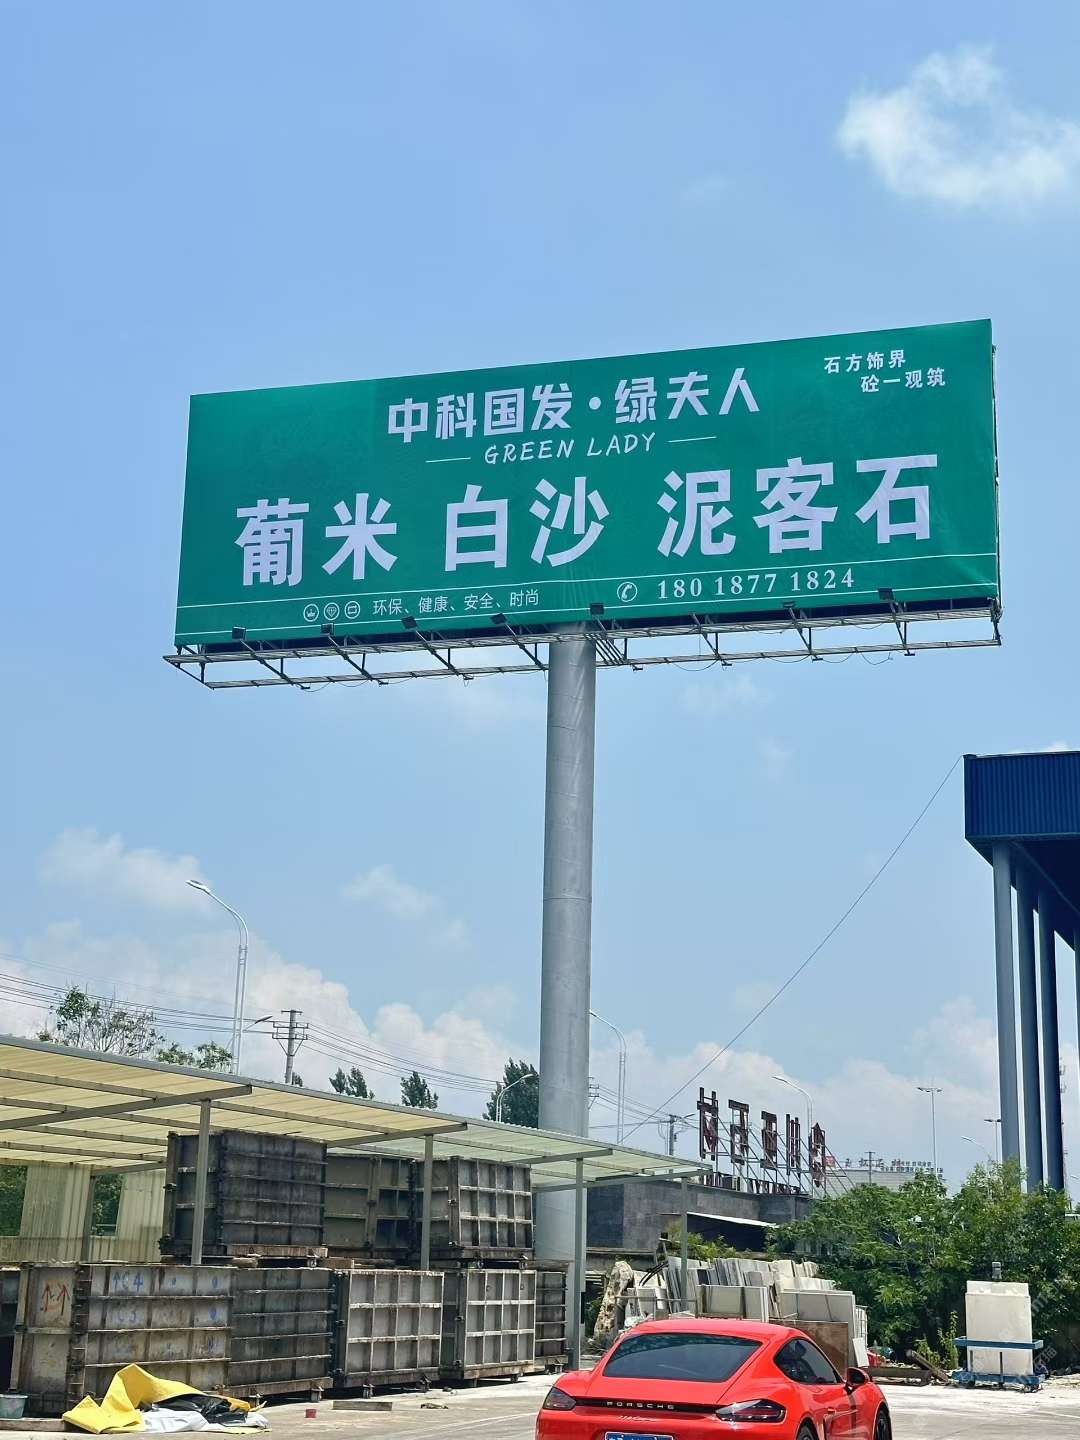 石方饰界
砼一观筑
中科国发·绿夫人
GREEN LADY
葡米 白沙 泥客石
环保、健康、安全、时尚
180 1877 1824
PORSCHE